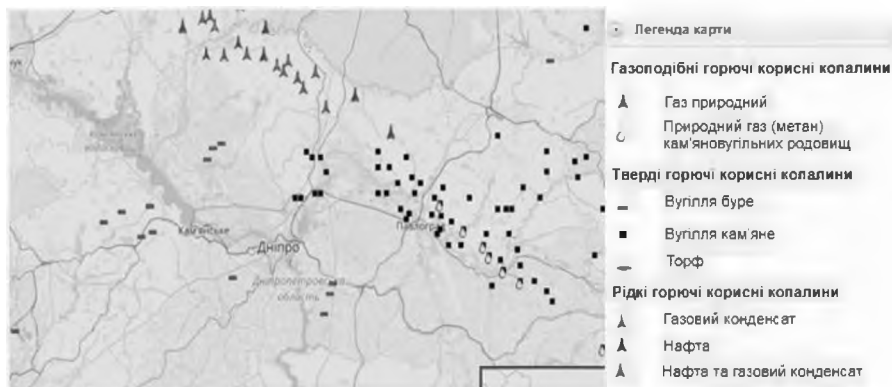 Кам'янське
Дніпро
Дніпропетровська
область
Павлоград
Легенда карти
Газоподібні горючі корисні копалини
Газ природний
Природний газ (метан)
кам'яновугільних родовищ
Тверді горючі корисні копалини
Вугілля буре
Вугілля кам'яне
Торф
Рідкі горючі корисні копалини
Газовий конденсат
Нафта
Нафта та газовий конденсат